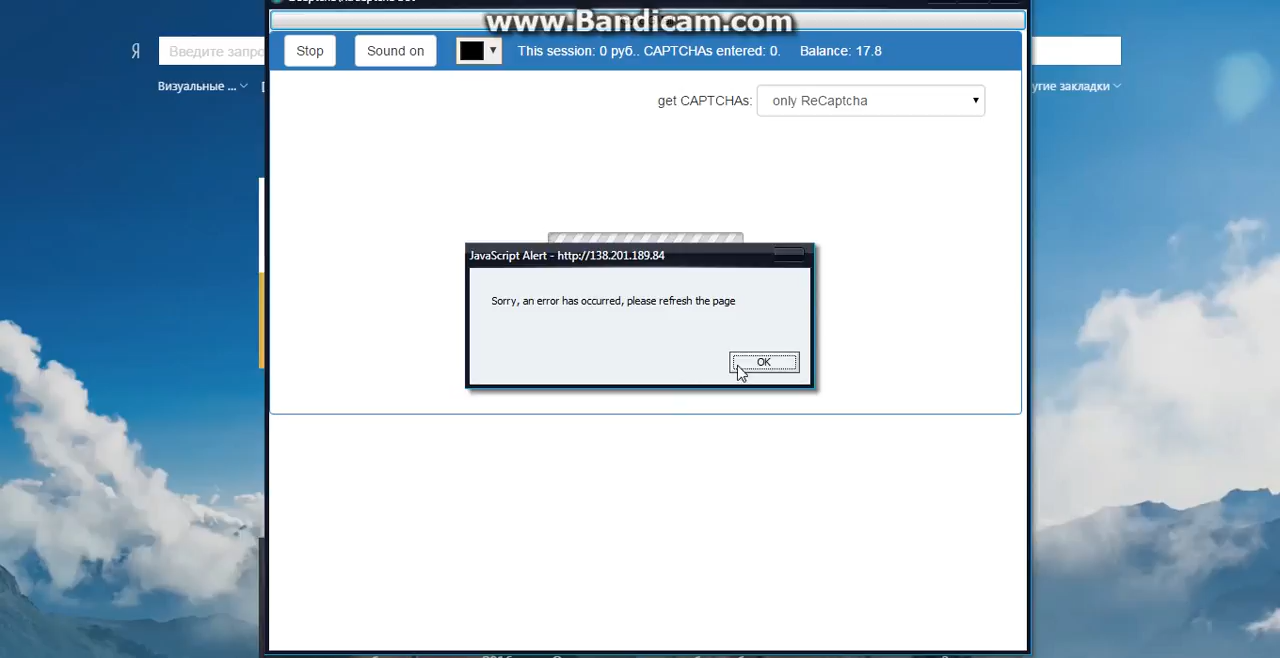 www.Bandicam.com
Stop
Sound on
This session: 0 руб.. CAPTCHAs entered: 0.
Balance: 17.8
Я
Введите запрос
Визуальные ...
закладки
get CAPTCHAs:
only ReCaptcha
JavaScript Alert - http://138.201.189.84
Sorry, an error has occurred, please refresh the page
OK